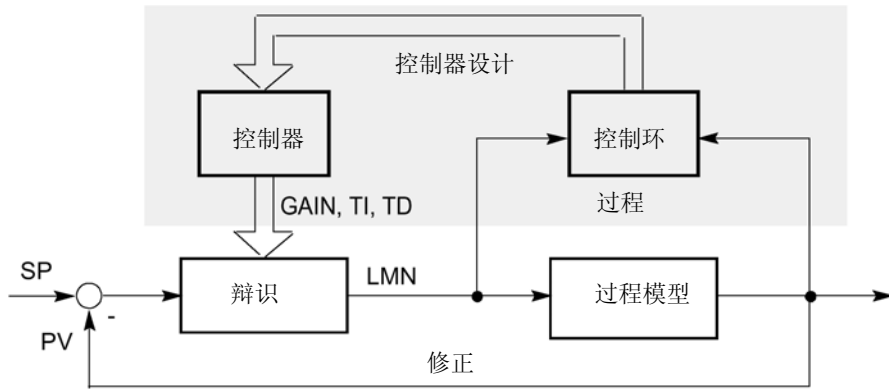 控制器设计
控制器
控制环
GAIN, TI, TD
过程
SP
辩识
LMN
过程模型
-
PV
修正